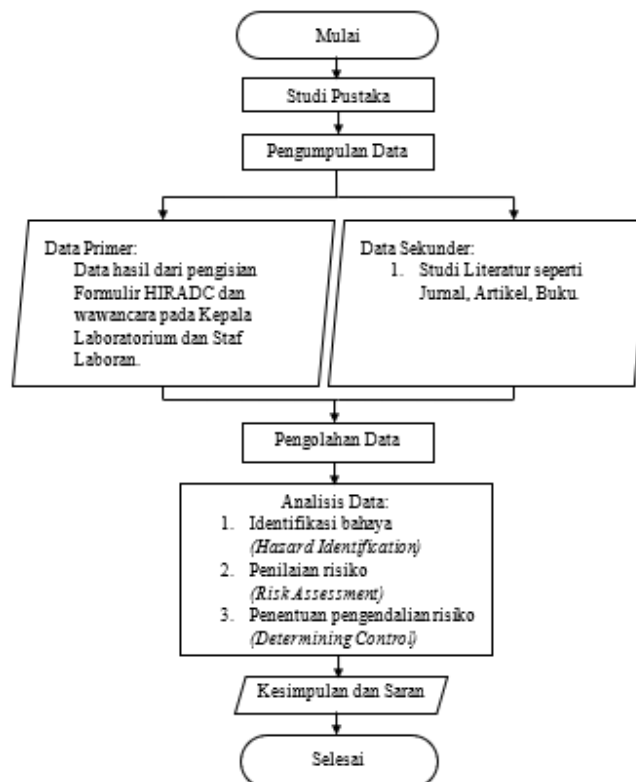 Mulai
Studi Pustaka
Pengumpulan Data
Data Primer:
Data hasil dari pengisian
Formulir HIRADC dan
wawancara pada Kepala
Laboratorium dan Staf
Laboran.
Data Sekunder:
1. Studi Literatur seperti
Jurnal, Artikel, Buku.
Pengolahan Data
Analisis Data:
1. Identifikasi bahaya
(Hazard Identification)
2. Penilaian risiko
(Risk Assessment)
3. Penentuan pengendalian risiko
(Determining Control)
Kesimpulan dan Saran
Selesai